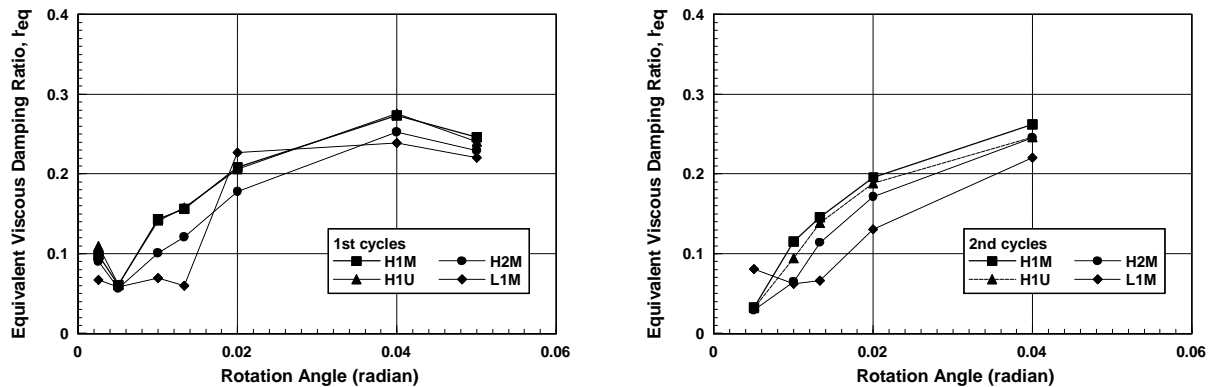 Equivalent Viscous Damping Ratio, heq
0.4
0.3
0.2
0.1
0
0
0.02
0.04
0.06
Rotation Angle (radian)
1st cycles
H1M
H2M
H1U
L1M
Equivalent Viscous Damping Ratio, heq
0.4
0.3
0.2
0.1
0
0
0.02
0.04
0.06
Rotation Angle (radian)
2nd cycles
H1M
H2M
H1U
L1M